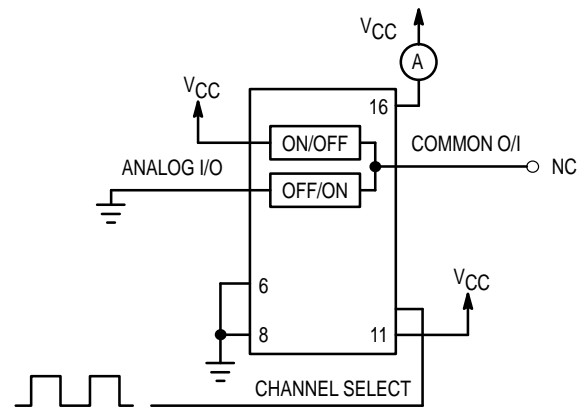 VCC
A
VCC
16
ON/OFF
COMMON O/I
ANALOG I/O
NC
OFF/ON
VCC
6
8
11
CHANNEL SELECT